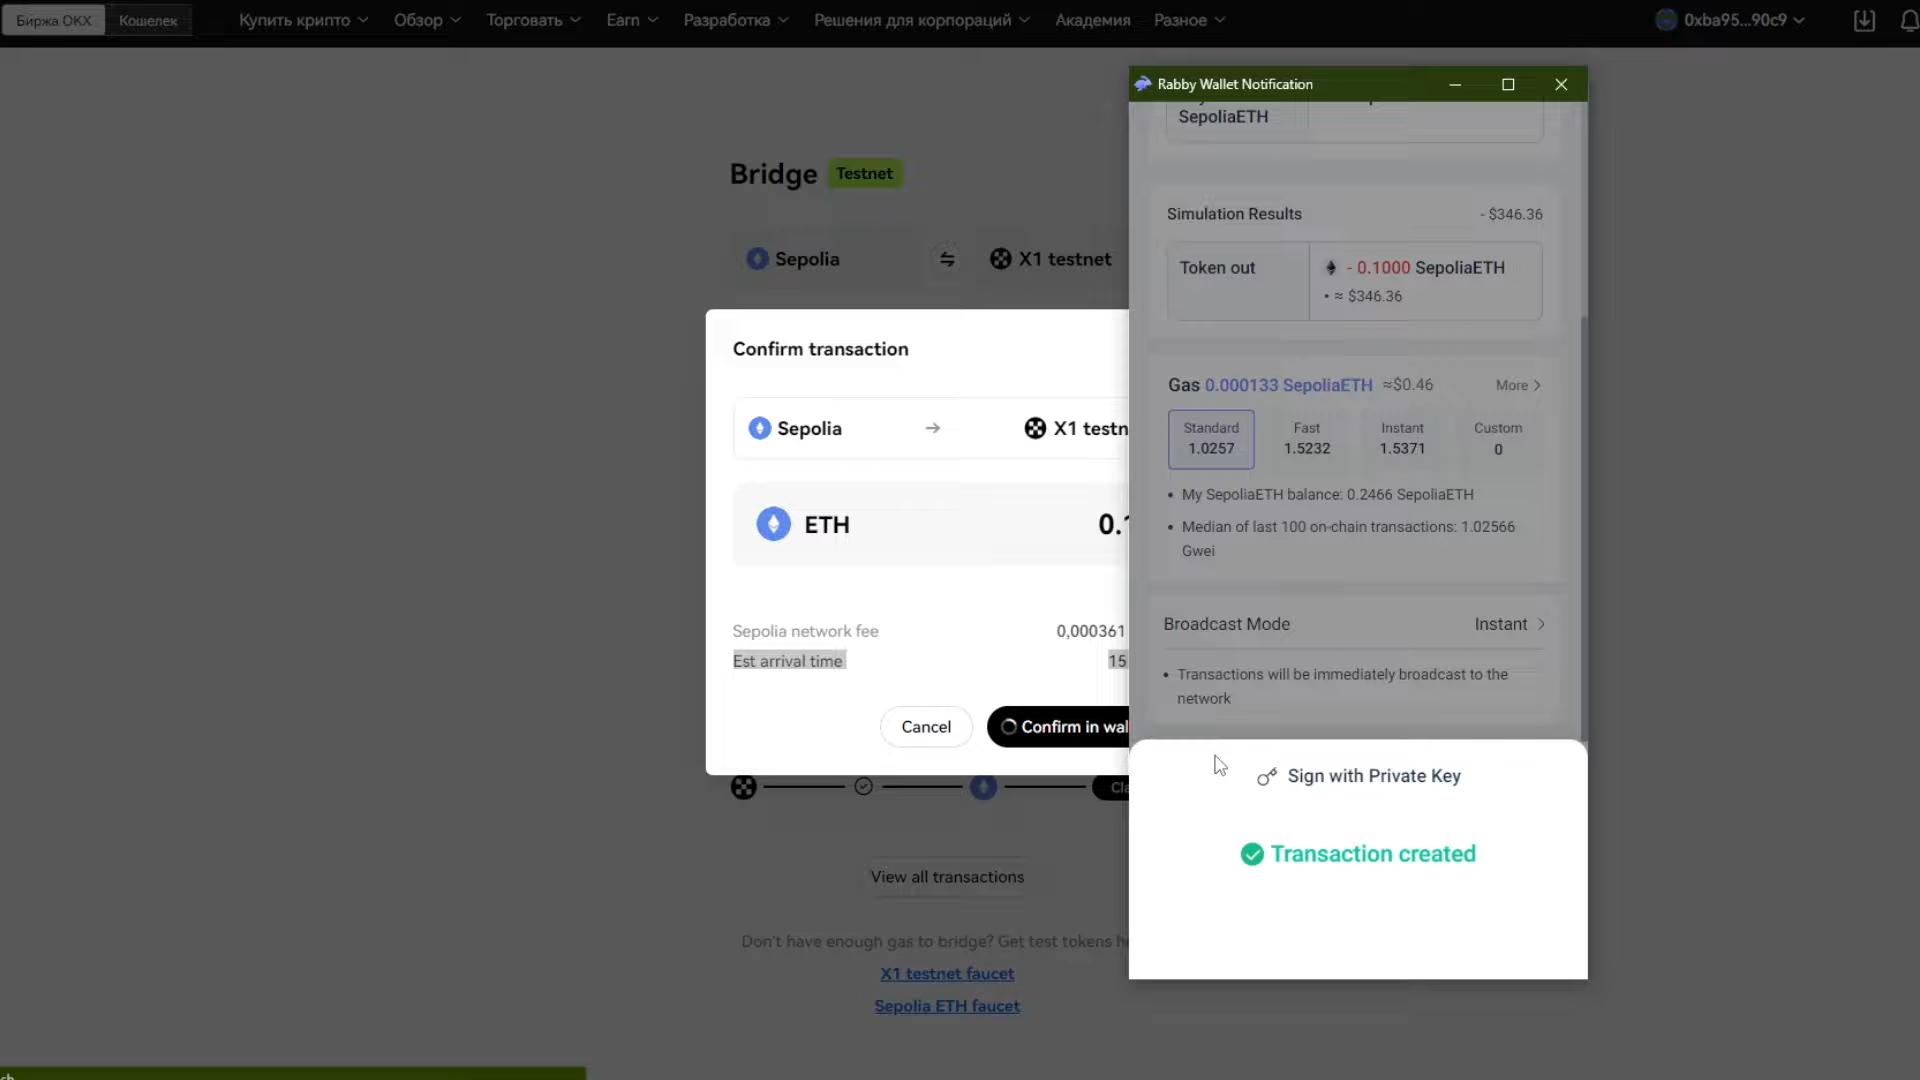 Биржа OKX
Кошелек
Купить крипто
Обзор
Торговать
Earn
Разработка
Решения для корпораций
Академия
Разное
0xba95...90c9
Bridge
Testnet
Sepolia
X1 testnet
Confirm transaction
Sepolia
X1 testn
ETH
0.1
Sepolia network fee
0,000361
Est arrival time
15
Cancel
Confirm in wal
Cla
View all transactions
Don't have enough gas to bridge? Get test tokens he
X1 testnet faucet
Sepolia ETH faucet
Rabby Wallet Notification
SepoliaETH
Simulation Results
- $346.36
Token out
- 0.1000 SepoliaETH
• ≈ $346.36
Gas 0.000133 SepoliaETH ≈$0.46
More
Standard
1.0257
Fast
1.5232
Instant
1.5371
Custom
0
• My SepoliaETH balance: 0.2466 SepoliaETH
• Median of last 100 on-chain transactions: 1.02566
Gwei
Broadcast Mode
Instant
• Transactions will be immediately broadcast to the
network
Sign with Private Key
Transaction created